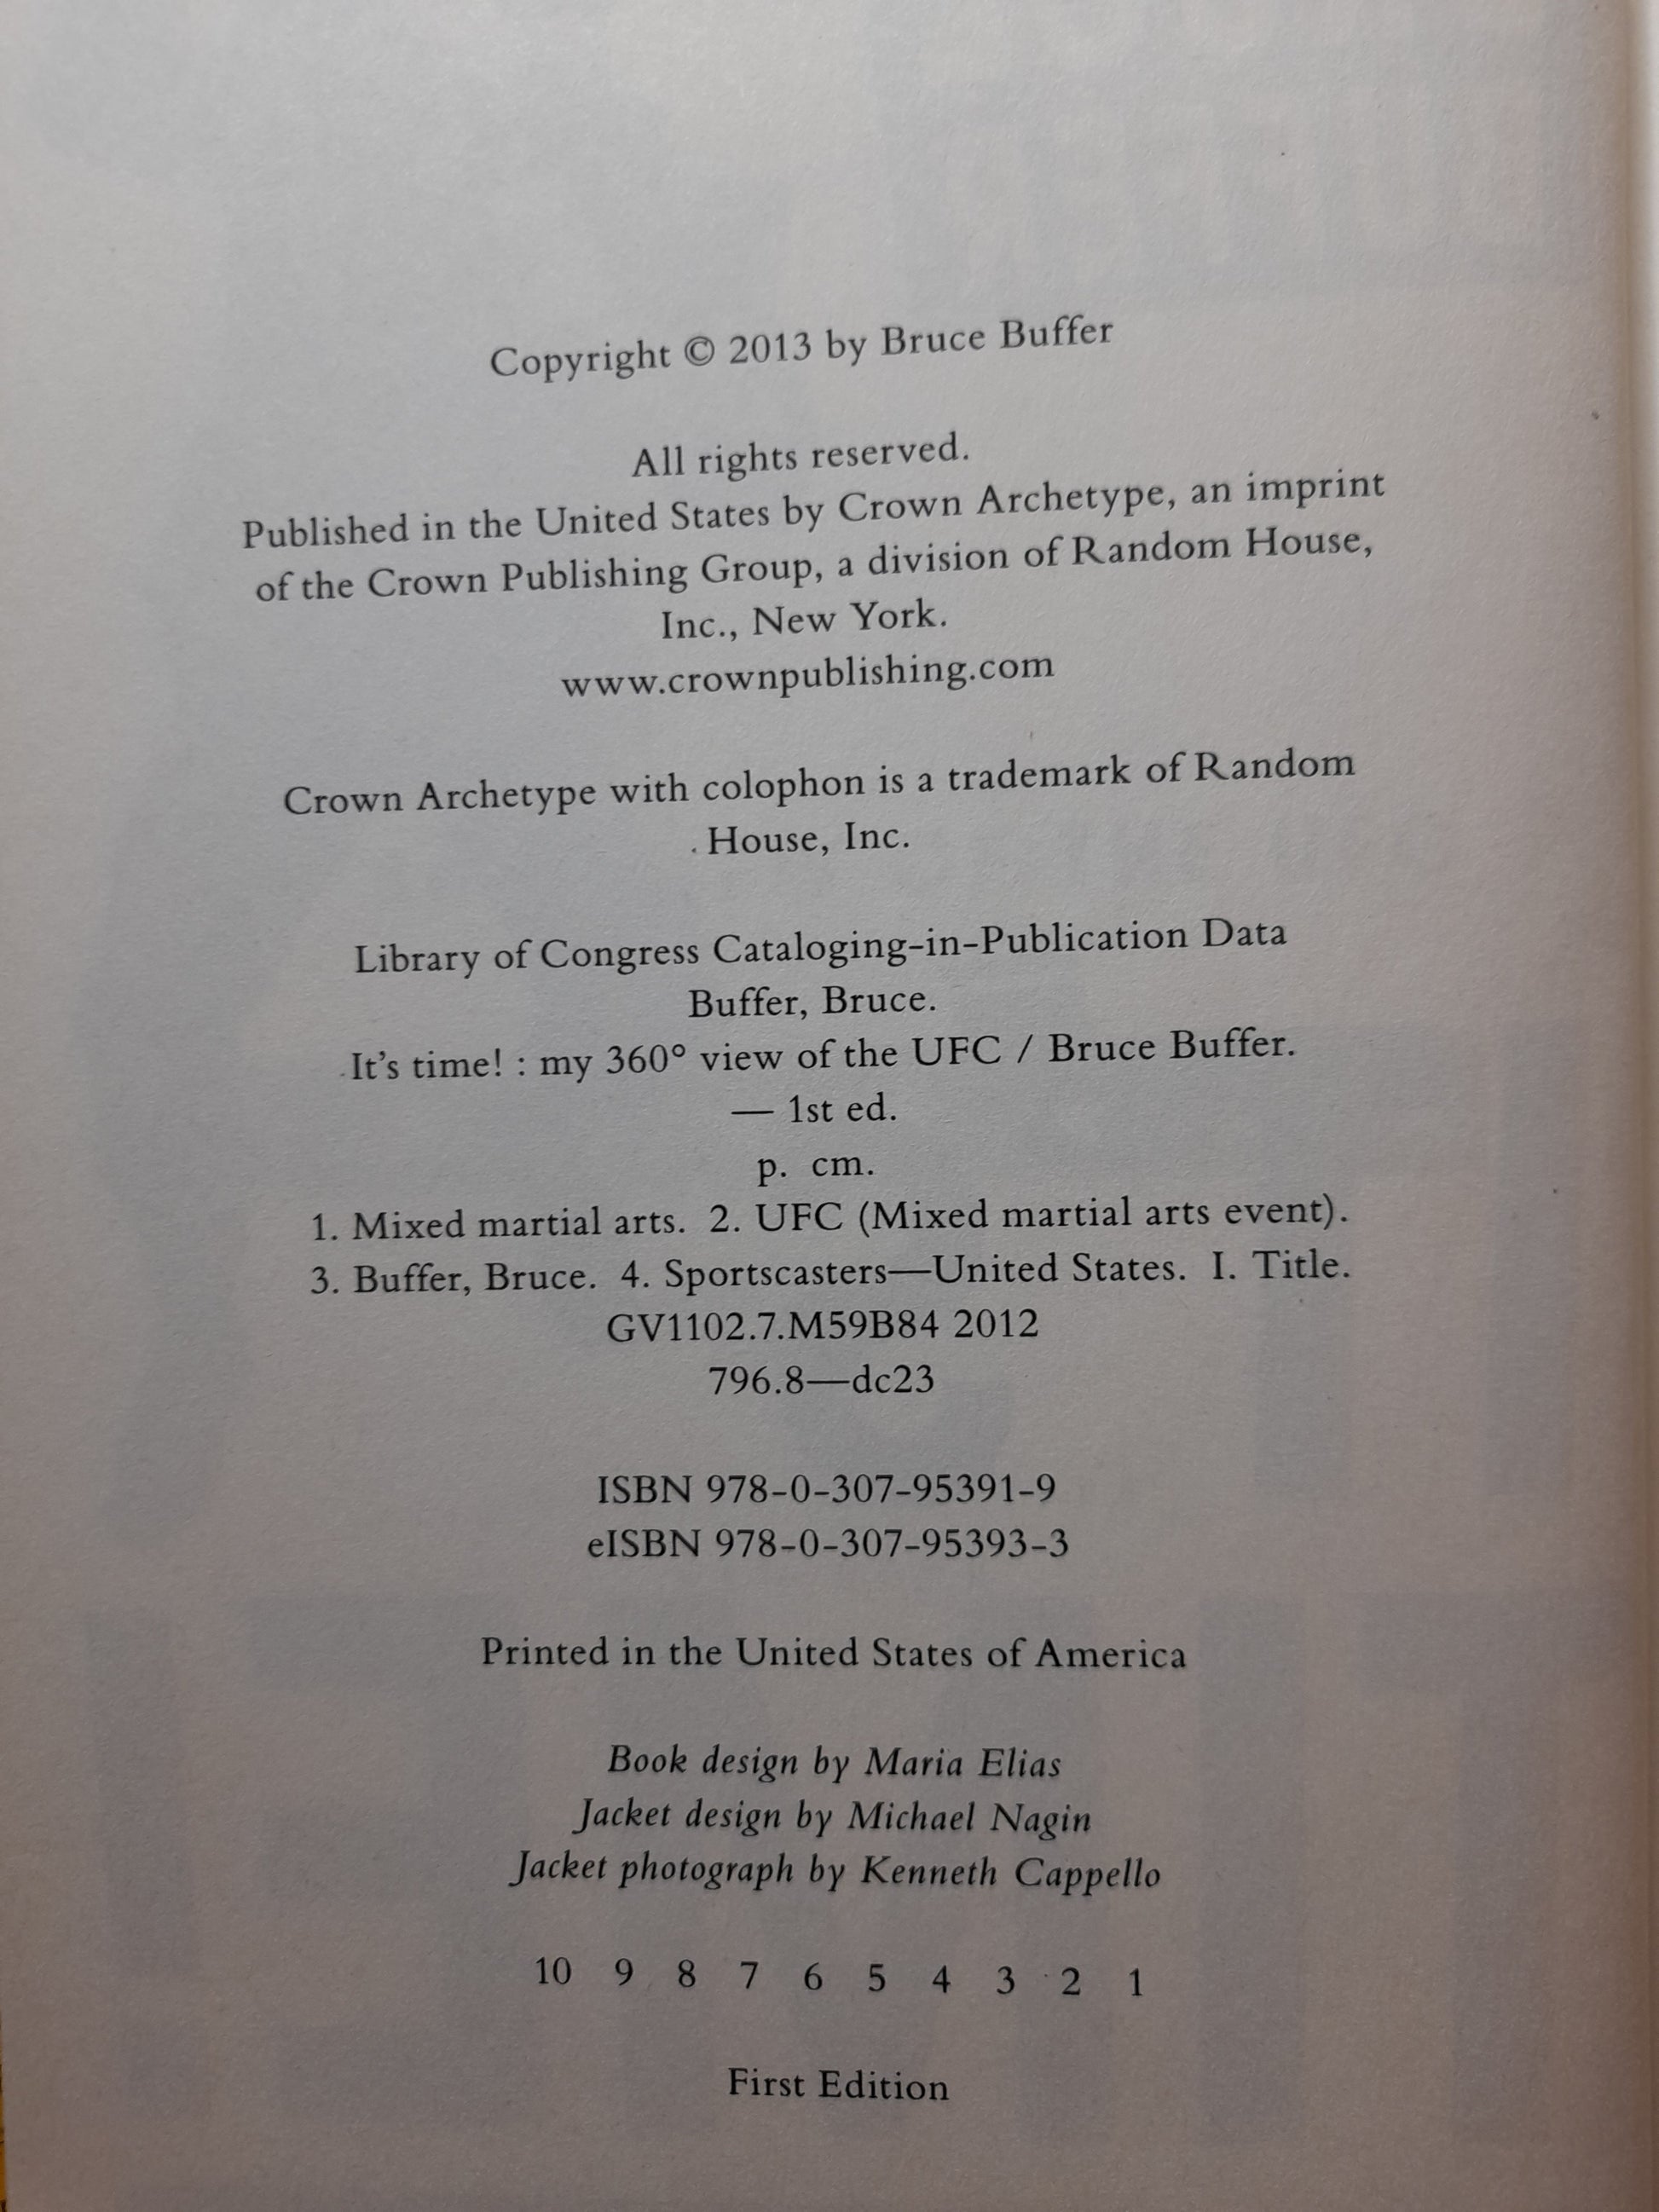 Copyright © 2013 by Bruce Buffer
All rights reserved.
Published in the United States by Crown Archetype, an imprint
of the Crown Publishing Group, a division of Random House,
Inc., New York.
www.crownpublishing.com
Crown Archetype with colophon is a trademark of Random
House, Inc.
Library of Congress Cataloging-in-Publication Data
Buffer, Bruce.
It’s time! : my 360° view of the UFC / Bruce Buffer.
— 1st ed.
p. cm.
1. Mixed martial arts. 2. UFC (Mixed martial arts event).
3. Buffer, Bruce. 4. Sportscasters—United States. I. Title.
GV1102.7.M59B84 2012
796.8—dc23
ISBN 978-0-307-95391-9
eISBN 978-0-307-95393-3
Printed in the United States of America
Book design by Maria Elias
Jacket design by Michael Nagin
Jacket photograph by Kenneth Cappello
10 9 8 7 6 5 4 3 2 1
First Edition